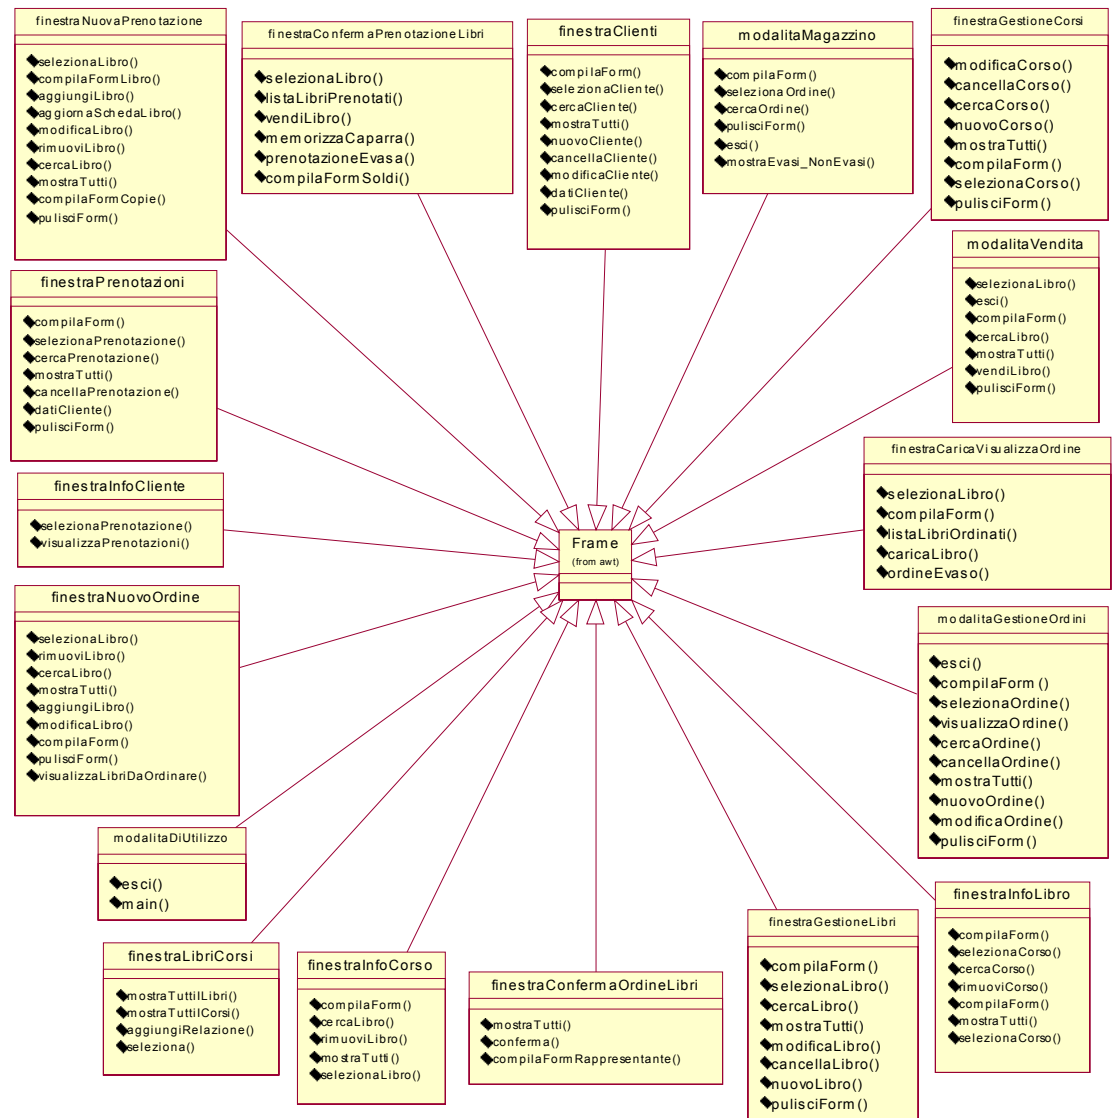 finestraNuovaPrenotazione
selezionaLibro()
compilaFormLibro()
aggiungiLibro()
aggiornaSchedaLibro()
modificaLibro()
rimuoviLibro()
cercaLibro()
mostraTutti()
compilaFormCopie()
pulisciForm()
finestraConfermaPrenotazioneLibri
selezionaLibro()
listaLibriPrenotati()
vendiLibro()
memorizzaCaparra()
prenotazioneEvasa()
compilaFormSoldi()
finestraClienti
compilaForm()
selezionaCliente()
cercaCliente()
mostraTutti()
nuovoCliente()
cancellaCliente()
modificaCliente()
datiCliente()
pulisciForm()
modalitaMagazzino
compilaForm()
selezionaOrdine()
cercaOrdine()
pulisciForm()
esci()
mostraEvasi_NonEvasi()
finestraGestioneCorsi
modificaCorso()
cancellaCorso()
cercaCorso()
nuovoCorso()
mostraTutti()
compilaForm()
selezionaCorso()
pulisciForm()
modalitaVendita
selezionaLibro()
esci()
compilaForm()
cercaLibro()
mostraTutti()
vendiLibro()
pulisciForm()
finestraPrenotazioni
compilaForm()
selezionaPrenotazione()
cercaPrenotazione()
mostraTutti()
cancellaPrenotazione()
datiCliente()
pulisciForm()
finestraCaricaVisualizzaOrdine
selezionaLibro()
compilaForm()
listaLibriOrdinati()
caricaLibro()
ordineEvaso()
finestraInfoCliente
selezionaPrenotazione()
visualizzaPrenotazioni()
Frame
(from awt)
finestraNuovoOrdine
selezionaLibro()
rimuoviLibro()
cercaLibro()
mostraTutti()
aggiungiLibro()
modificaLibro()
compilaForm()
pulisciForm()
visualizzaLibriDaOrdinare()
modalitaGestioneOrdini
esci()
compilaForm()
selezionaOrdine()
visualizzaOrdine()
cercaOrdine()
cancellaOrdine()
mostraTutti()
nuovoOrdine()
modificaOrdine()
pulisciForm()
modalitaDiUtilizzo
esci()
main()
finestraLibriCorsi
mostraTuttiILibri()
mostraTuttiICorsi()
aggiungiRelazione()
seleziona()
finestraInfoCorso
compilaForm()
cercaLibro()
rimuoviLibro()
mostraTutti()
selezionaLibro()
finestraConfermaOrdineLibri
mostraTutti()
conferma()
compilaFormRappresentante()
finestraGestioneLibri
compilaForm()
selezionaLibro()
cercaLibro()
mostraTutti()
modificaLibro()
cancellaLibro()
nuovoLibro()
pulisciForm()
finestraInfoLibro
compilaForm()
selezionaCorso()
cercaCorso()
rimuoviCorso()
compilaForm()
mostraTutti()
selezionaCorso()